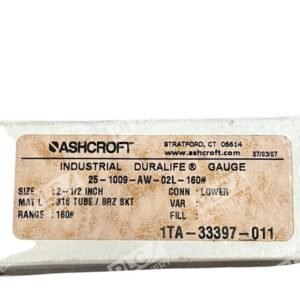 ASHCROFT
STRATFORD, CT 06614
www.ashcroft.com
07/03/07
INDUSTRIAL DURALIFE® GAUGE
25-1009-AW-02L-160#
SIZE : 2-1/2 INCH CONN : LOWER
MAT'L : 316 TUBE / BRZ SKT VAR :
RANGE : 160# FILL :
1TA-33397-011